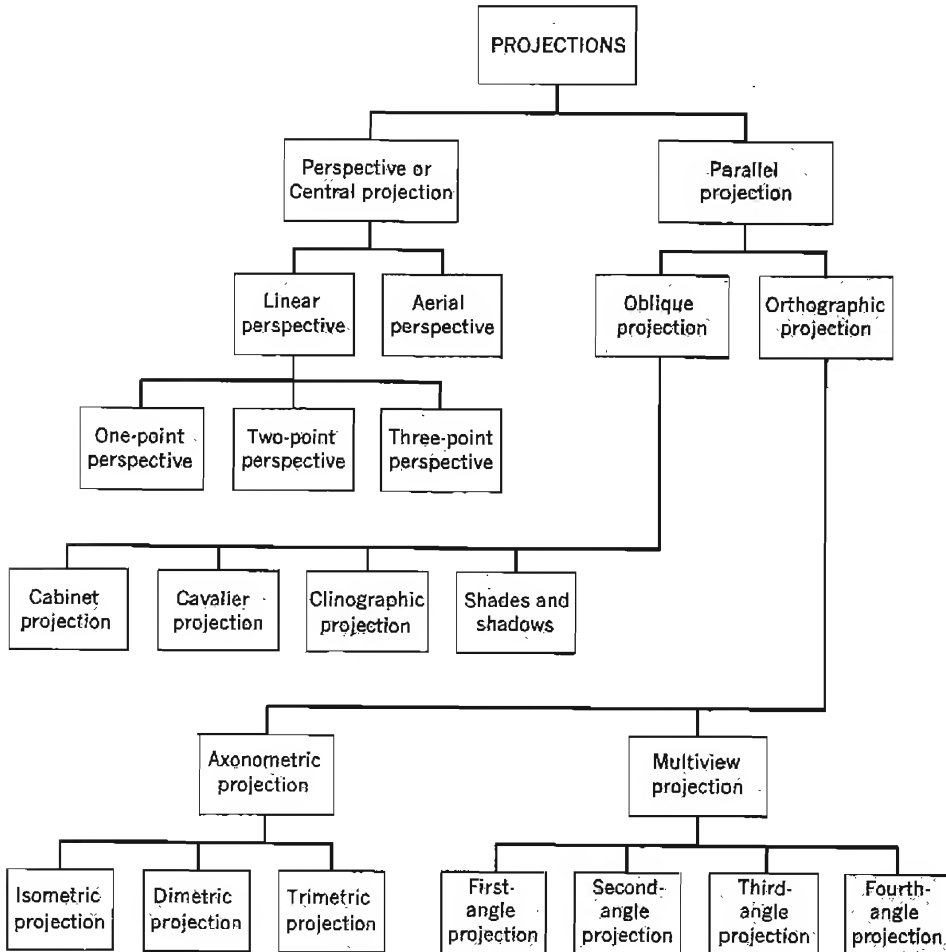 PROJECTIONS
Perspective or
Central projection
Parallel
projection
Linear
perspective
Aerial
perspective
Oblique
projection
Orthographic
projection
One-point
perspective
Two-point
perspective
Three-point
perspective
Cabinet
projection
Cavalier
projection
Clinographic
projection
Shades and
shadows
Axonometric
projection
Multiview
projection
Isometric
projection
Dimetric
projection
Trimetric
projection
First-
angle
projection
Second-
angle
projection
Third-
angle
projection
Fourth-
angle
projection